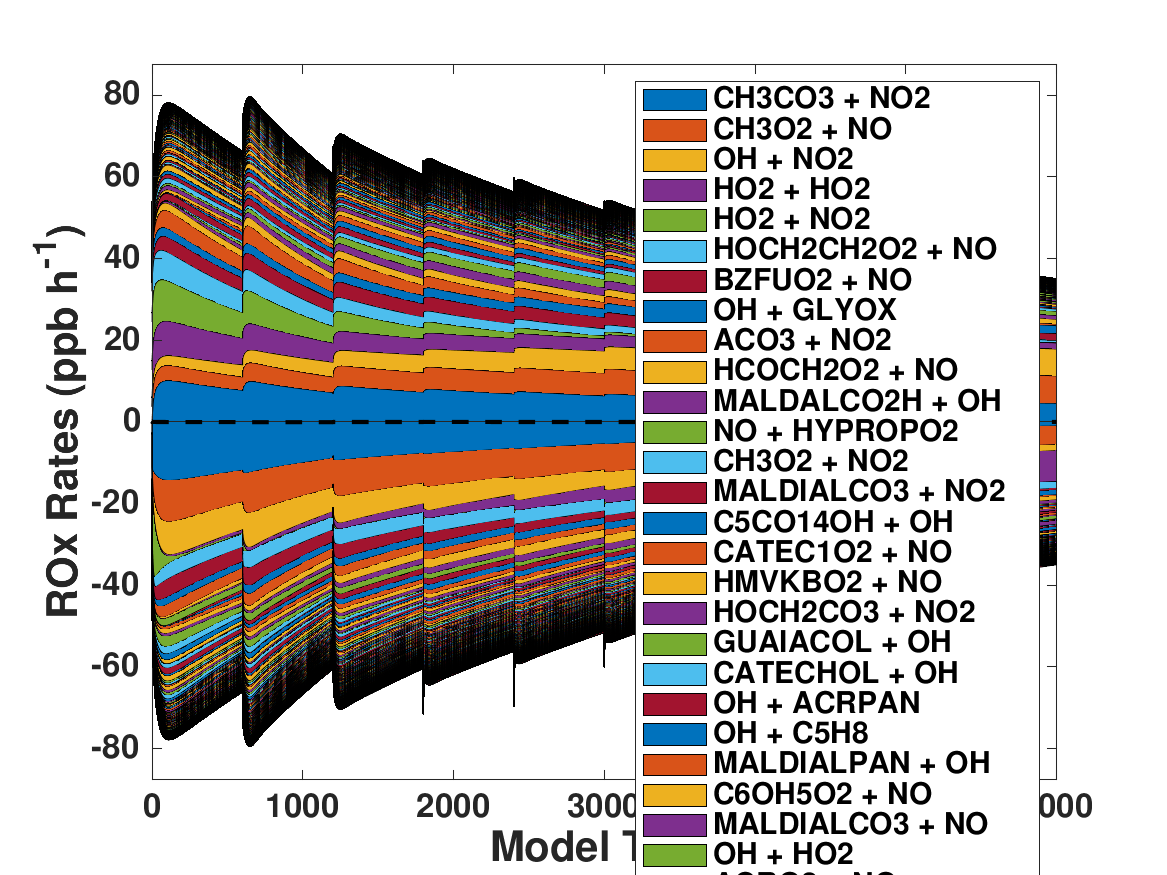 80
60
40
20
0
-20
-40
-60
-80
ROx Rates (ppb h-1)
0
1000
2000
3000
000
Model T
CH3CO3 + NO2
CH3O2 + NO
OH + NO2
HO2 + HO2
HO2 + NO2
HOCH2CH2O2 + NO
BZFUO2 + NO
OH + GLYOX
ACO3 + NO2
HCOCH2O2 + NO
MALDALCO2H + OH
NO + HYPROPO2
CH3O2 + NO2
MALDIALCO3 + NO2
C5CO14OH + OH
CATEC1O2 + NO
HMVKBO2 + NO
HOCH2CO3 + NO2
GUAIACOL + OH
CATECHOL + OH
OH + ACRPAN
OH + C5H8
MALDIALPAN + OH
C6OH5O2 + NO
MALDIALCO3 + NO
OH + HO2